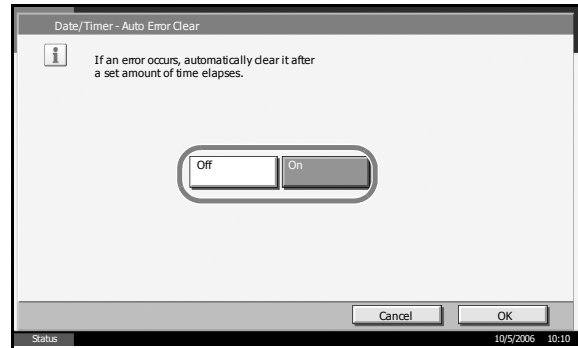 Date/Timer - Auto Error Clear
i
If an error occurs, automatically clear it after
a set amount of time elapses.
Off
On
Cancel
OK
Status
10/5/2006 10:10